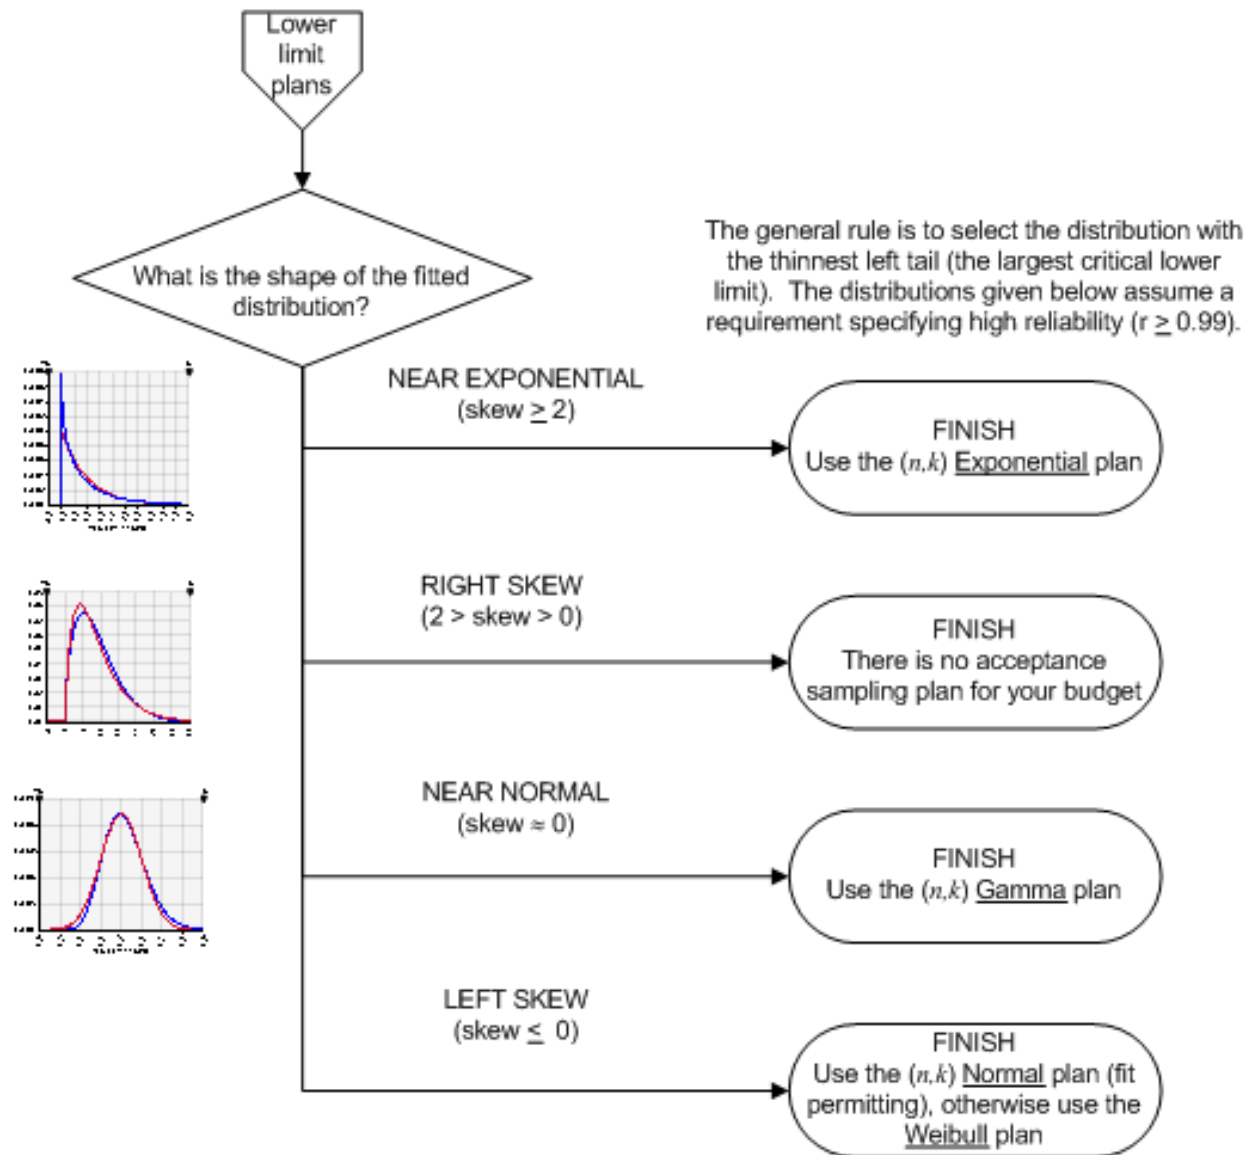 Lower
limit
plans
What is the shape of the fitted
distribution?
The general rule is to select the distribution with
the thinnest left tail (the largest critical lower
limit).  The distributions given below assume a
requirement specifying high reliability (r ≥ 0.99).
NEAR EXPONENTIAL
(skew ≥ 2)
FINISH
Use the (n,k) Exponential plan
RIGHT SKEW
(2 > skew > 0)
FINISH
There is no acceptance
sampling plan for your budget
NEAR NORMAL
(skew ≈ 0)
FINISH
Use the (n,k) Gamma plan
LEFT SKEW
(skew ≤ 0)
FINISH
Use the (n,k) Normal plan (fit
permitting), otherwise use the
Weibull plan